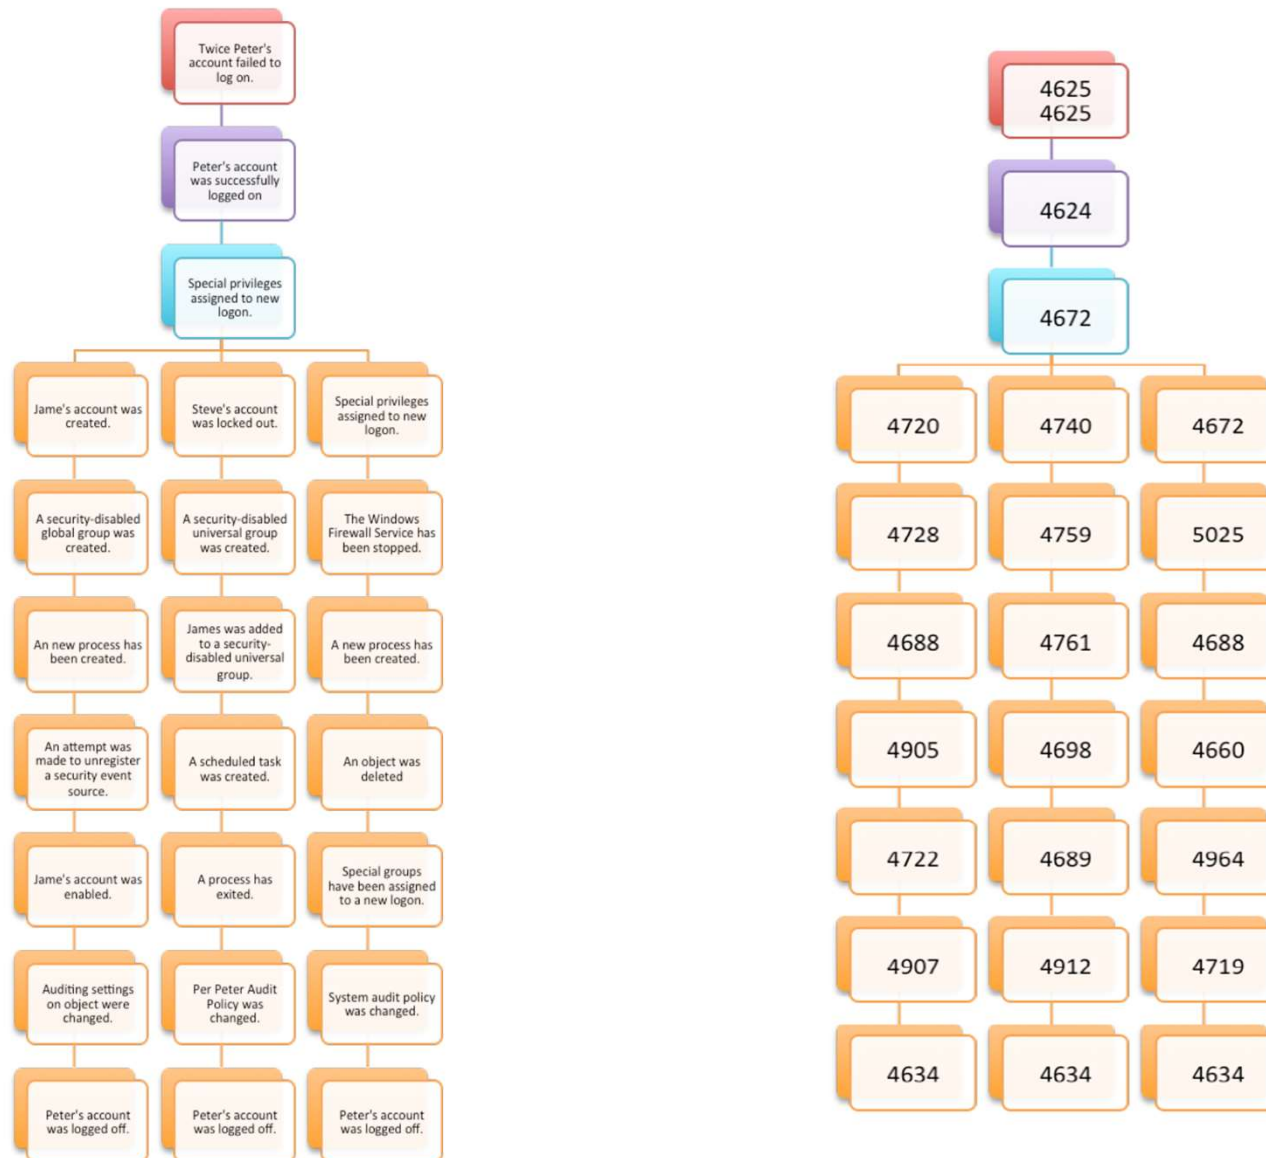 Twice Peter's
account failed to
log on.
Peter's account
was successfully
logged on
Special privileges
assigned to new
logon.
Jame's account was
created.
Steve's account
was locked out.
Special privileges
assigned to new
logon.
A security-disabled
global group was
created.
A security-disabled
universal group
was created.
The Windows
Firewall Service has
been stopped.
An new process has
been created.
James was added
to a security-
disabled universal
group.
A new process has
been created.
An attempt was
made to unregister
a security event
source.
A scheduled task
was created.
An object was
deleted
Jame's account was
enabled.
A process has
exited.
Special groups
have been assigned
to a new logon.
Auditing settings
on object were
changed.
Per Peter Audit
Policy was
changed.
System audit policy
was changed.
Peter's account
was logged off.
Peter's account
was logged off.
Peter's account
was logged off.
4625
4625
4624
4672
4720
4740
4672
4728
4759
5025
4688
4761
4688
4905
4698
4660
4722
4689
4964
4907
4912
4719
4634
4634
4634